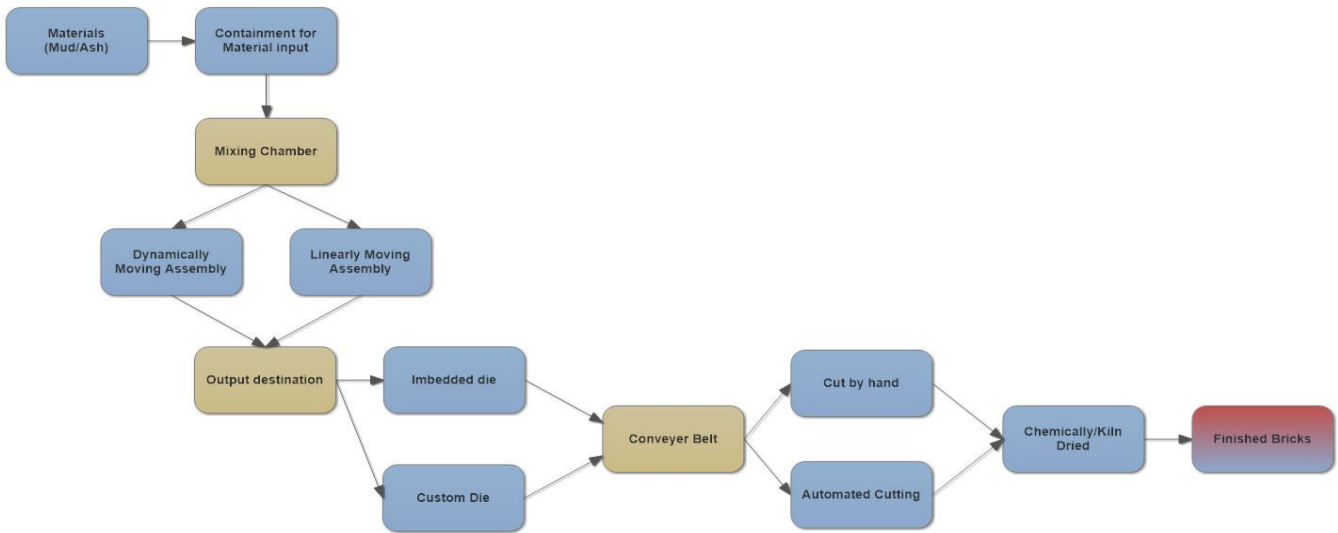 Materials
(Mud/Ash)
Containment for
Material input
Mixing Chamber
Dynamically
Moving Assembly
Linearly Moving
Assembly
Output destination
Imbedded die
Custom Die
Conveyer Belt
Cut by hand
Automated Cutting
Chemically/Kiln
Dried
Finished Bricks